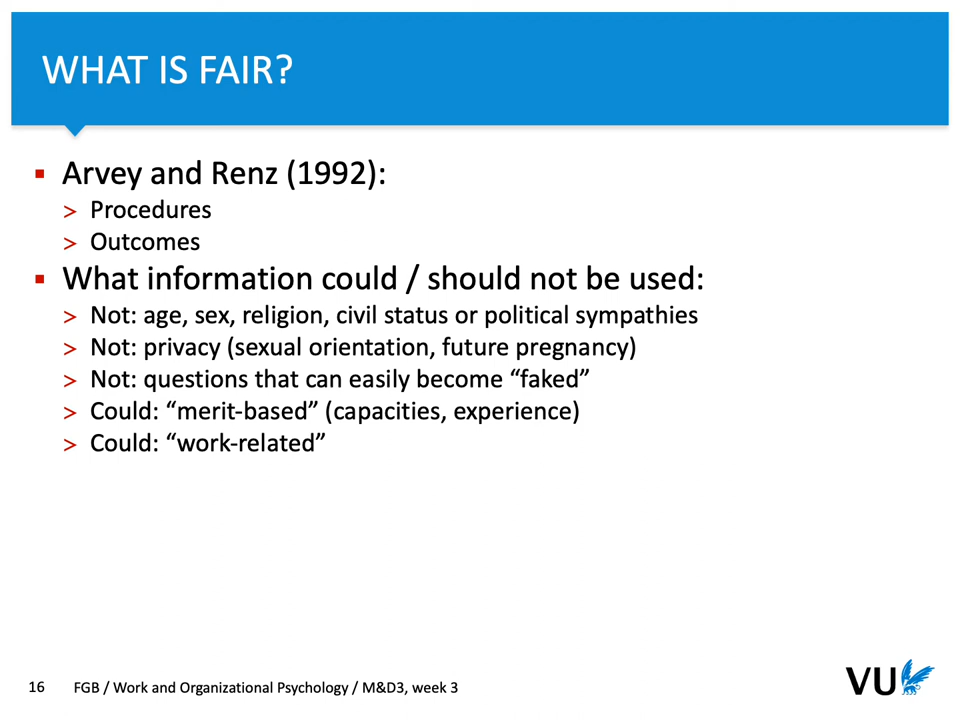 WHAT IS FAIR?
▪ Arvey and Renz (1992):
> Procedures
> Outcomes
▪ What information could / should not be used:
> Not: age, sex, religion, civil status or political sympathies
> Not: privacy (sexual orientation, future pregnancy)
> Not: questions that can easily become “faked”
> Could: “merit-based” (capacities, experience)
> Could: “work-related”
16 FGB / Work and Organizational Psychology / M&D3, week 3
VU